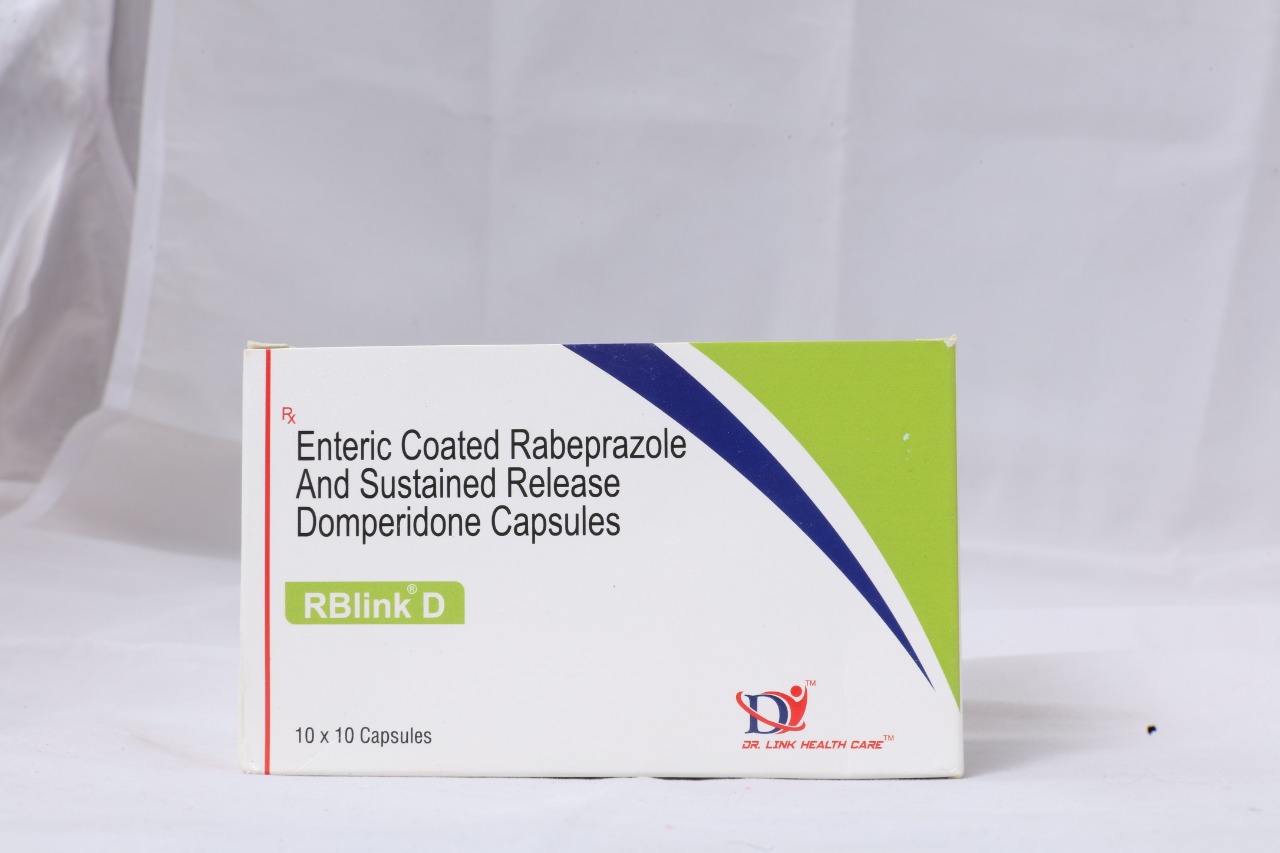 Rx
Enteric Coated Rabeprazole
And Sustained Release
Domperidone Capsules
RBlink® D
10 x 10 Capsules
D TM
DR. LINK HEALTH CARE™